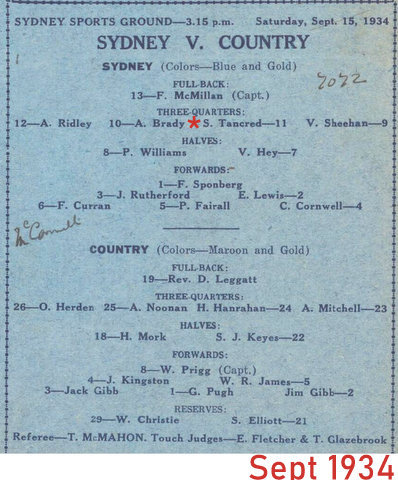 SYDNEY SPORTS GROUND—3.15 p.m. Saturday, Sept. 15, 1934
SYDNEY V. COUNTRY
SYDNEY (Colors—Blue and Gold)
7032
FULL-BACK:
13—F. McMillan (Capt.)
THREE-QUARTERS:
12—A. Ridley 10—A. Brady * S. Tancred—11 V. Sheehan—9
HALVES:
8—P. Williams V. Hey—7
FORWARDS:
1—F. Sponberg
3—J. Rutherford E. Lewis—2
6—F. Curran 5—P. Fairall C. Cornwell—4
McConnell
COUNTRY (Colors—Maroon and Gold)
FULL-BACK:
19—Rev. D. Leggatt
THREE-QUARTERS:
26—O. Herden 25—A. Noonan H. Hanrahan—24 A. Mitchell—23
HALVES:
18—H. Mork S. J. Keyes—22
FORWARDS:
8—W. Prigg (Capt.)
4—J. Kingston W. R. James—5
3—Jack Gibb 1—G. Pugh Jim Gibb—2
RESERVES:
29—W. Christie S. Elliott—21
Referee—T. McMAHON. Touch Judges—E. Fletcher & T. Glazebrook
Sept 1934